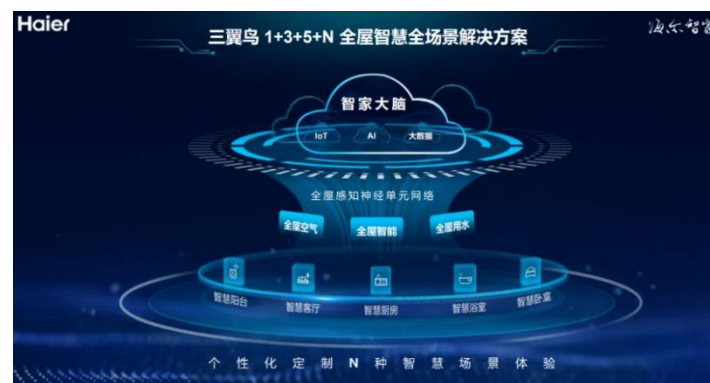 Haier
三翼鸟 1+3+5+N 全屋智慧全场景解决方案
海尔智家
智家大脑
IoT AI 大数据
全屋感知神经单元网络
全屋空气 全屋智能 全屋用水
智慧阳台 智慧客厅 智慧厨房 智慧浴室 智慧卧室
个性化定制N种智慧场景体验